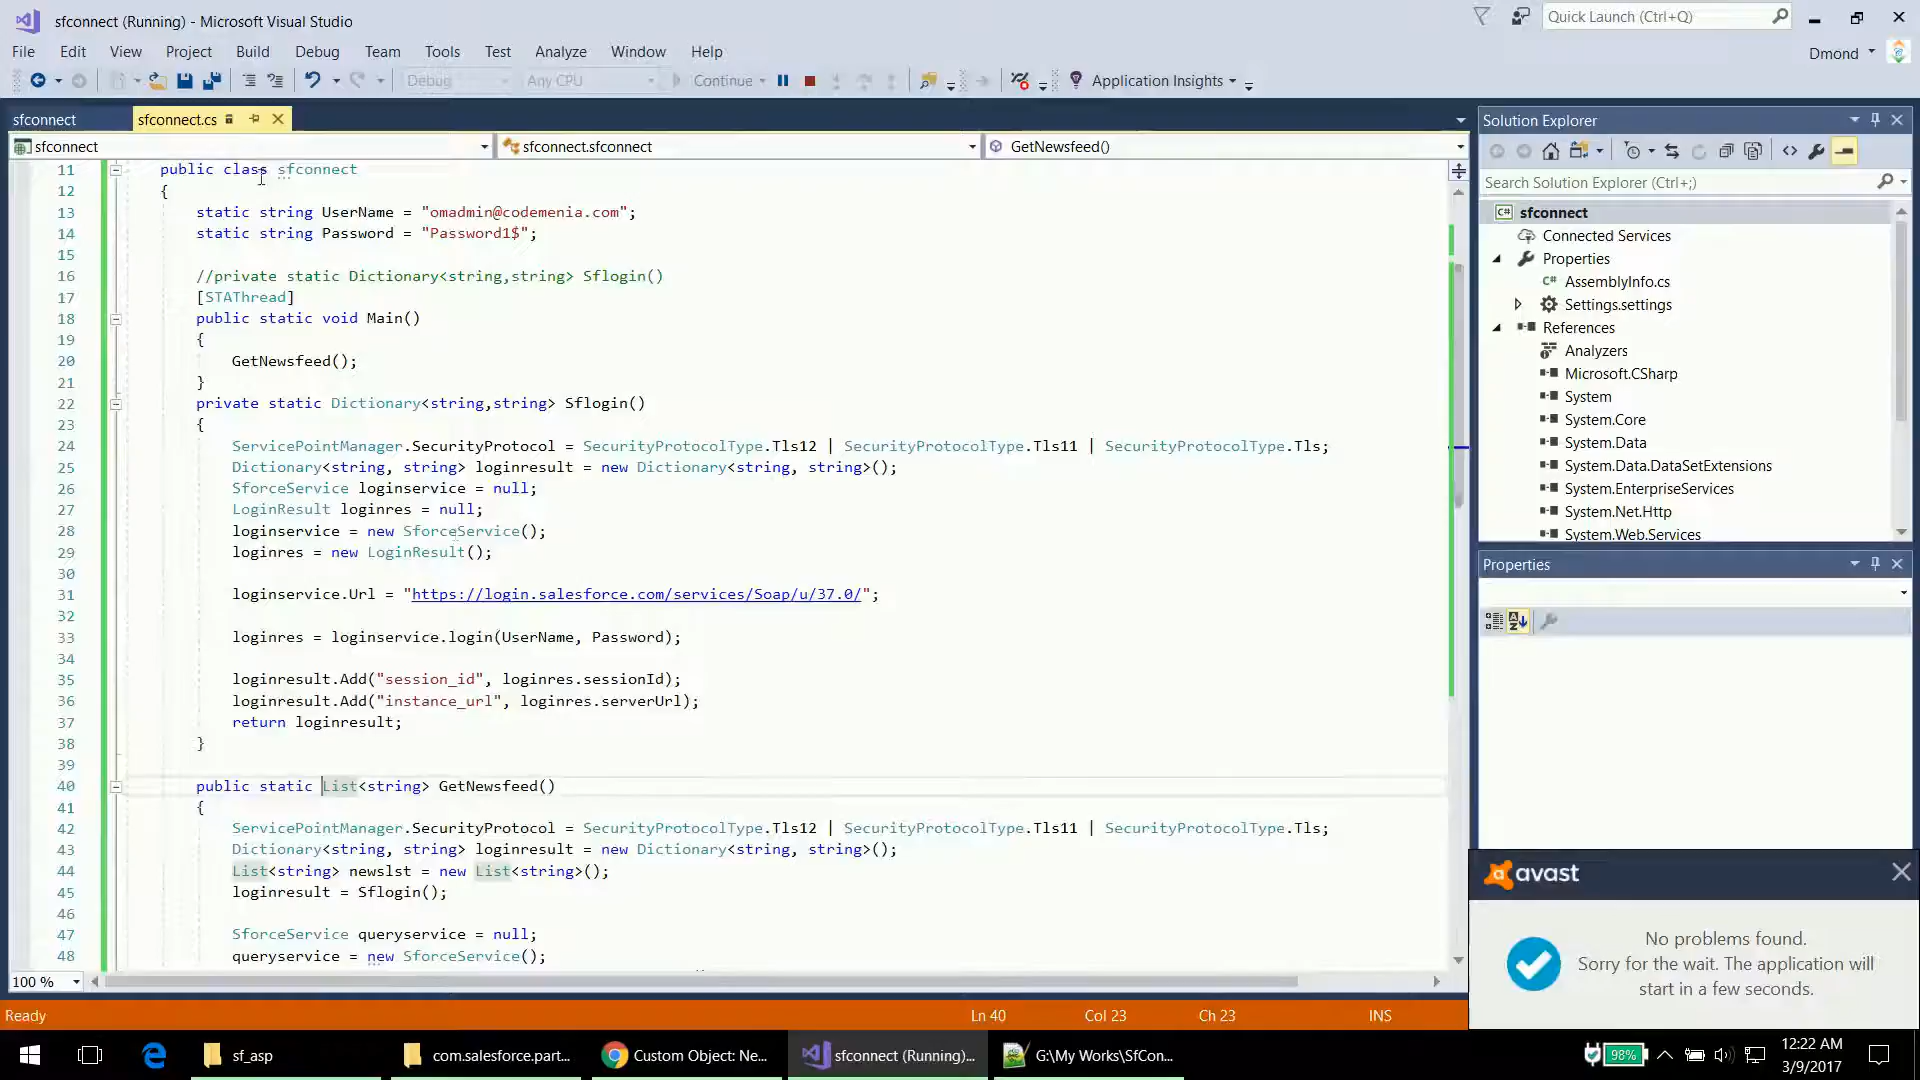 sfconnect (Running) - Microsoft Visual Studio
Quick Launch (Ctrl+Q)
File Edit View Project Build Debug Team Tools Test Analyze Window Help
Dmond
Debug Any CPU Continue Application Insights
sfconnect sfconnect.cs
sfconnect sfconnect.sfconnect GetNewsfeed()
11 public class sfconnect
12 {
13 static string UserName = "omadmin@codemenia.com";
14 static string Password = "Password1$";
15
16 //private static Dictionary<string,string> Sflogin()
17 [STAThread]
18 public static void Main()
19 {
20 GetNewsfeed();
21 }
22 private static Dictionary<string,string> Sflogin()
23 {
24 ServicePointManager.SecurityProtocol = SecurityProtocolType.Tls12 | SecurityProtocolType.Tls11 | SecurityProtocolType.Tls;
25 Dictionary<string, string> loginresult = new Dictionary<string, string>();
26 SforceService loginservice = null;
27 LoginResult loginres = null;
28 loginservice = new SforceService();
29 loginres = new LoginResult();
30
31 loginservice.Url = "https://login.salesforce.com/services/Soap/u/37.0/";
32
33 loginres = loginservice.login(UserName, Password);
34
35 loginresult.Add("session_id", loginres.sessionId);
36 loginresult.Add("instance_url", loginres.serverUrl);
37 return loginresult;
38 }
39
40 public static List<string> GetNewsfeed()
41 {
42 ServicePointManager.SecurityProtocol = SecurityProtocolType.Tls12 | SecurityProtocolType.Tls11 | SecurityProtocolType.Tls;
43 Dictionary<string, string> loginresult = new Dictionary<string, string>();
44 List<string> newslst = new List<string>();
45 loginresult = Sflogin();
46
47 SforceService queryservice = null;
48 queryservice = new SforceService();
100 %
Solution Explorer
Search Solution Explorer (Ctrl+;)
C# sfconnect
Connected Services
Properties
C# AssemblyInfo.cs
Settings.settings
References
Analyzers
Microsoft.CSharp
System
System.Core
System.Data
System.Data.DataSetExtensions
System.EnterpriseServices
System.Net.Http
System.Web.Services
Properties
avast
No problems found.
Sorry for the wait. The application will
start in a few seconds.
Ready Ln 40 Col 23 Ch 23 INS
sf_asp com.salesforce.part... Custom Object: Ne... sfconnect (Running)... G:\My Works\SfCon...
98%
12:22 AM
3/9/2017